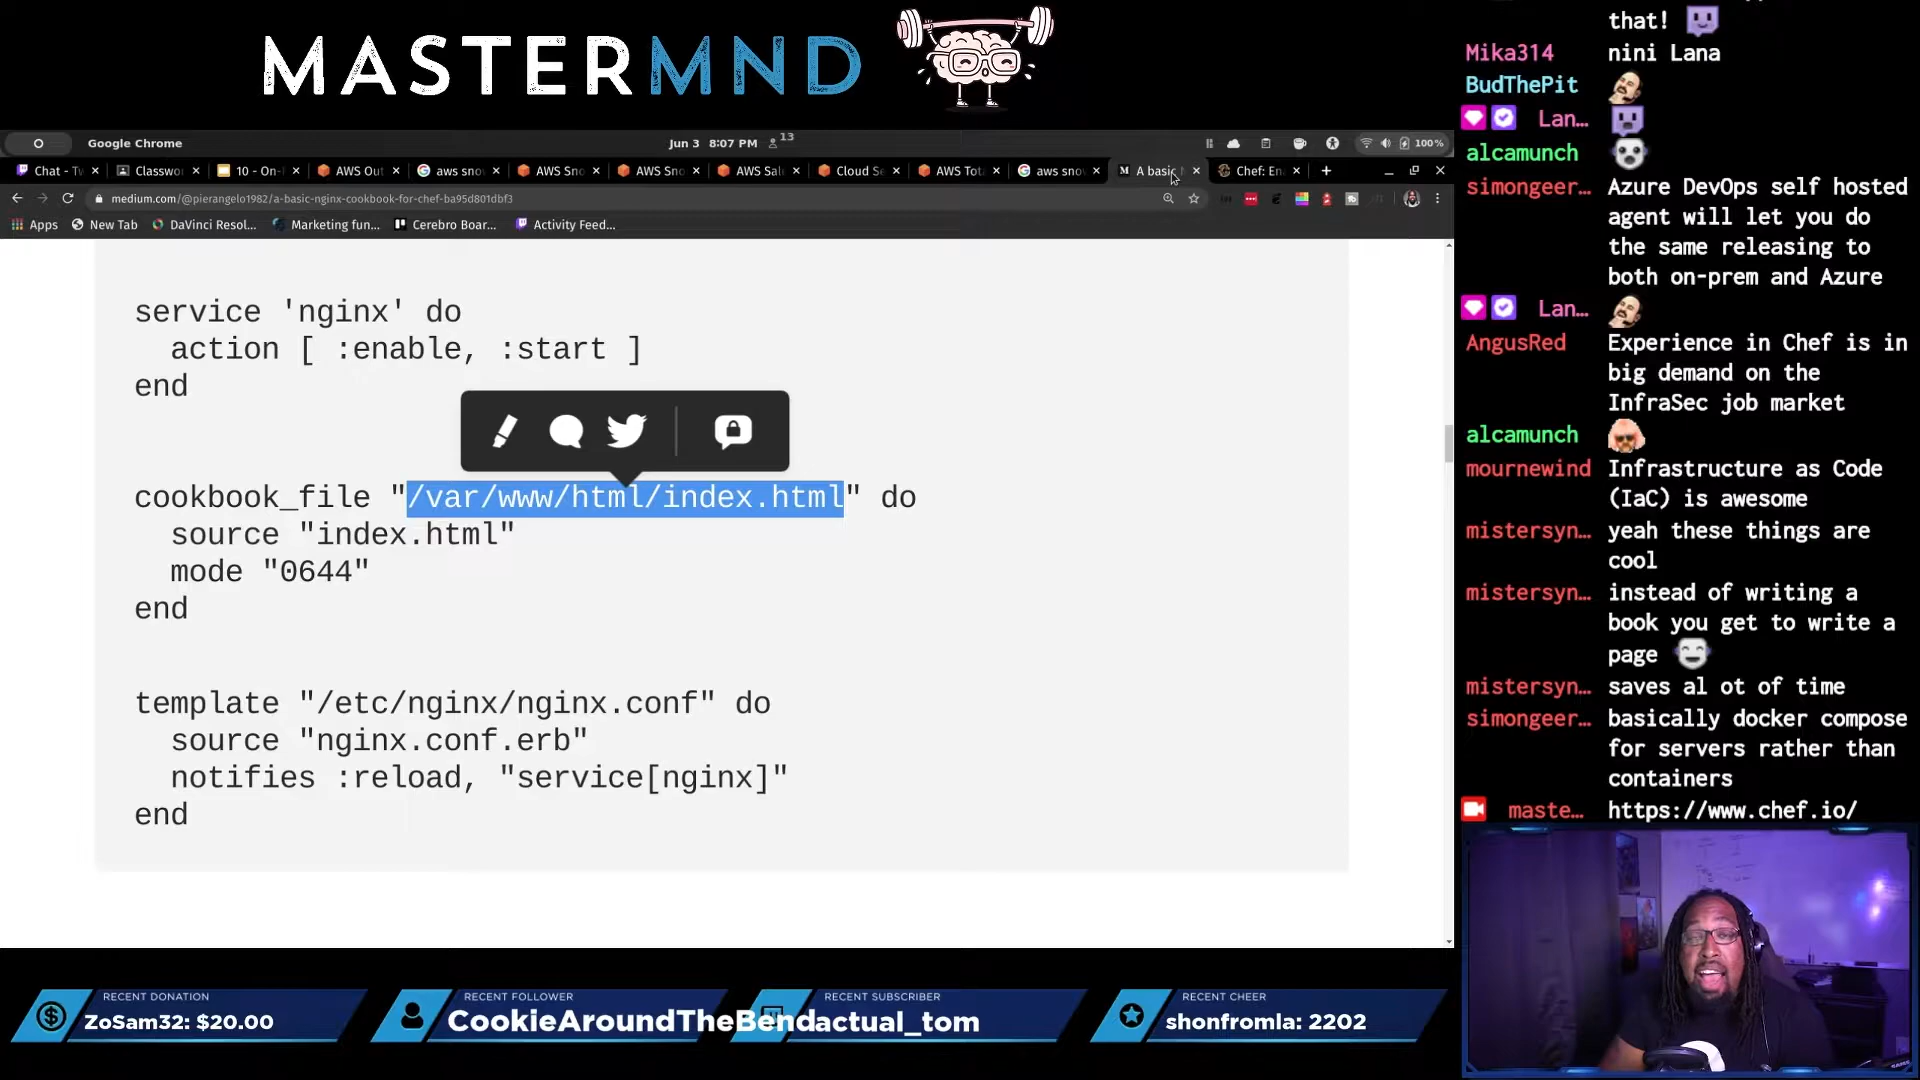 MASTERMND
Google Chrome
Jun 3 8:07 PM
13
100%
Chat - Tw
Classwo
10 - On-
AWS Out
aws sno
AWS Sno
AWS Sno
AWS Sal
Cloud Se
AWS Tot
aws sno
A basic
Chef: En
medium.com/@pierangelo1982/a-basic-nginx-cookbook-for-chef-ba95d801dbf3
Apps
New Tab
DaVinci Resol...
Marketing fun...
Cerebro Boar...
Activity Feed...
service 'nginx' do
action [ :enable, :start ]
end
cookbook_file "/var/www/html/index.html" do
source "index.html"
mode "0644"
end
template "/etc/nginx/nginx.conf" do
source "nginx.conf.erb"
notifies :reload, "service[nginx]"
end
that!
Mika314 nini Lana
BudThePit
Lan…
alcamunch
simongeer… Azure DevOps self hosted
agent will let you do
the same releasing to
both on-prem and Azure
Lan…
AngusRed Experience in Chef is in
big demand on the
InfraSec job market
alcamunch
mournewind Infrastructure as Code
(IaC) is awesome
mistersyn… yeah these things are
cool
mistersyn… instead of writing a
book you get to write a
page
mistersyn… saves al ot of time
simongeer… basically docker compose
for servers rather than
containers
maste… https://www.chef.io/
RECENT DONATION
ZoSam32: $20.00
RECENT FOLLOWER
CookieAroundTheBend
RECENT SUBSCRIBER
actual_tom
RECENT CHEER
shonfromla: 2202